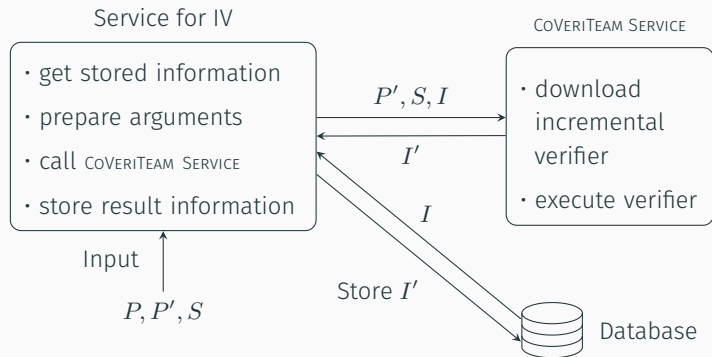 Service for IV
· get stored information
· prepare arguments
· call CoVeriTeam Service
· store result information
P′, S, I
I′
CoVeriTeam Service
· download
incremental
verifier
· execute verifier
Input
P, P′, S
I
Store I′
Database